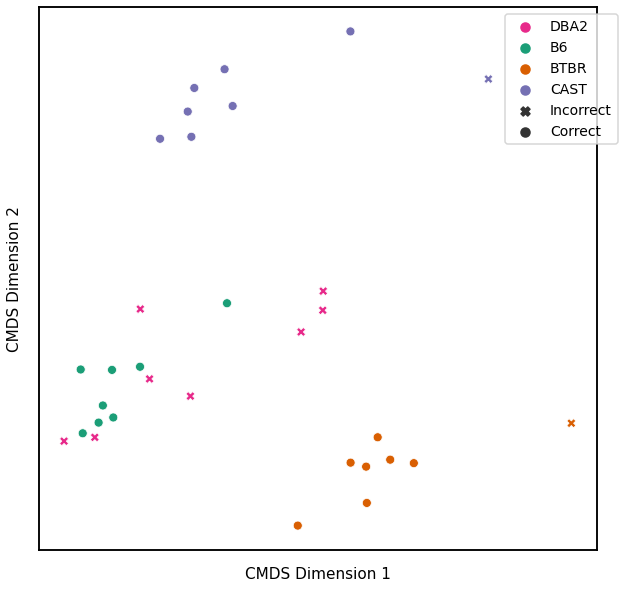 DBA2
B6
BTBR
CAST
Incorrect
Correct
CMDS Dimension 2
CMDS Dimension 1